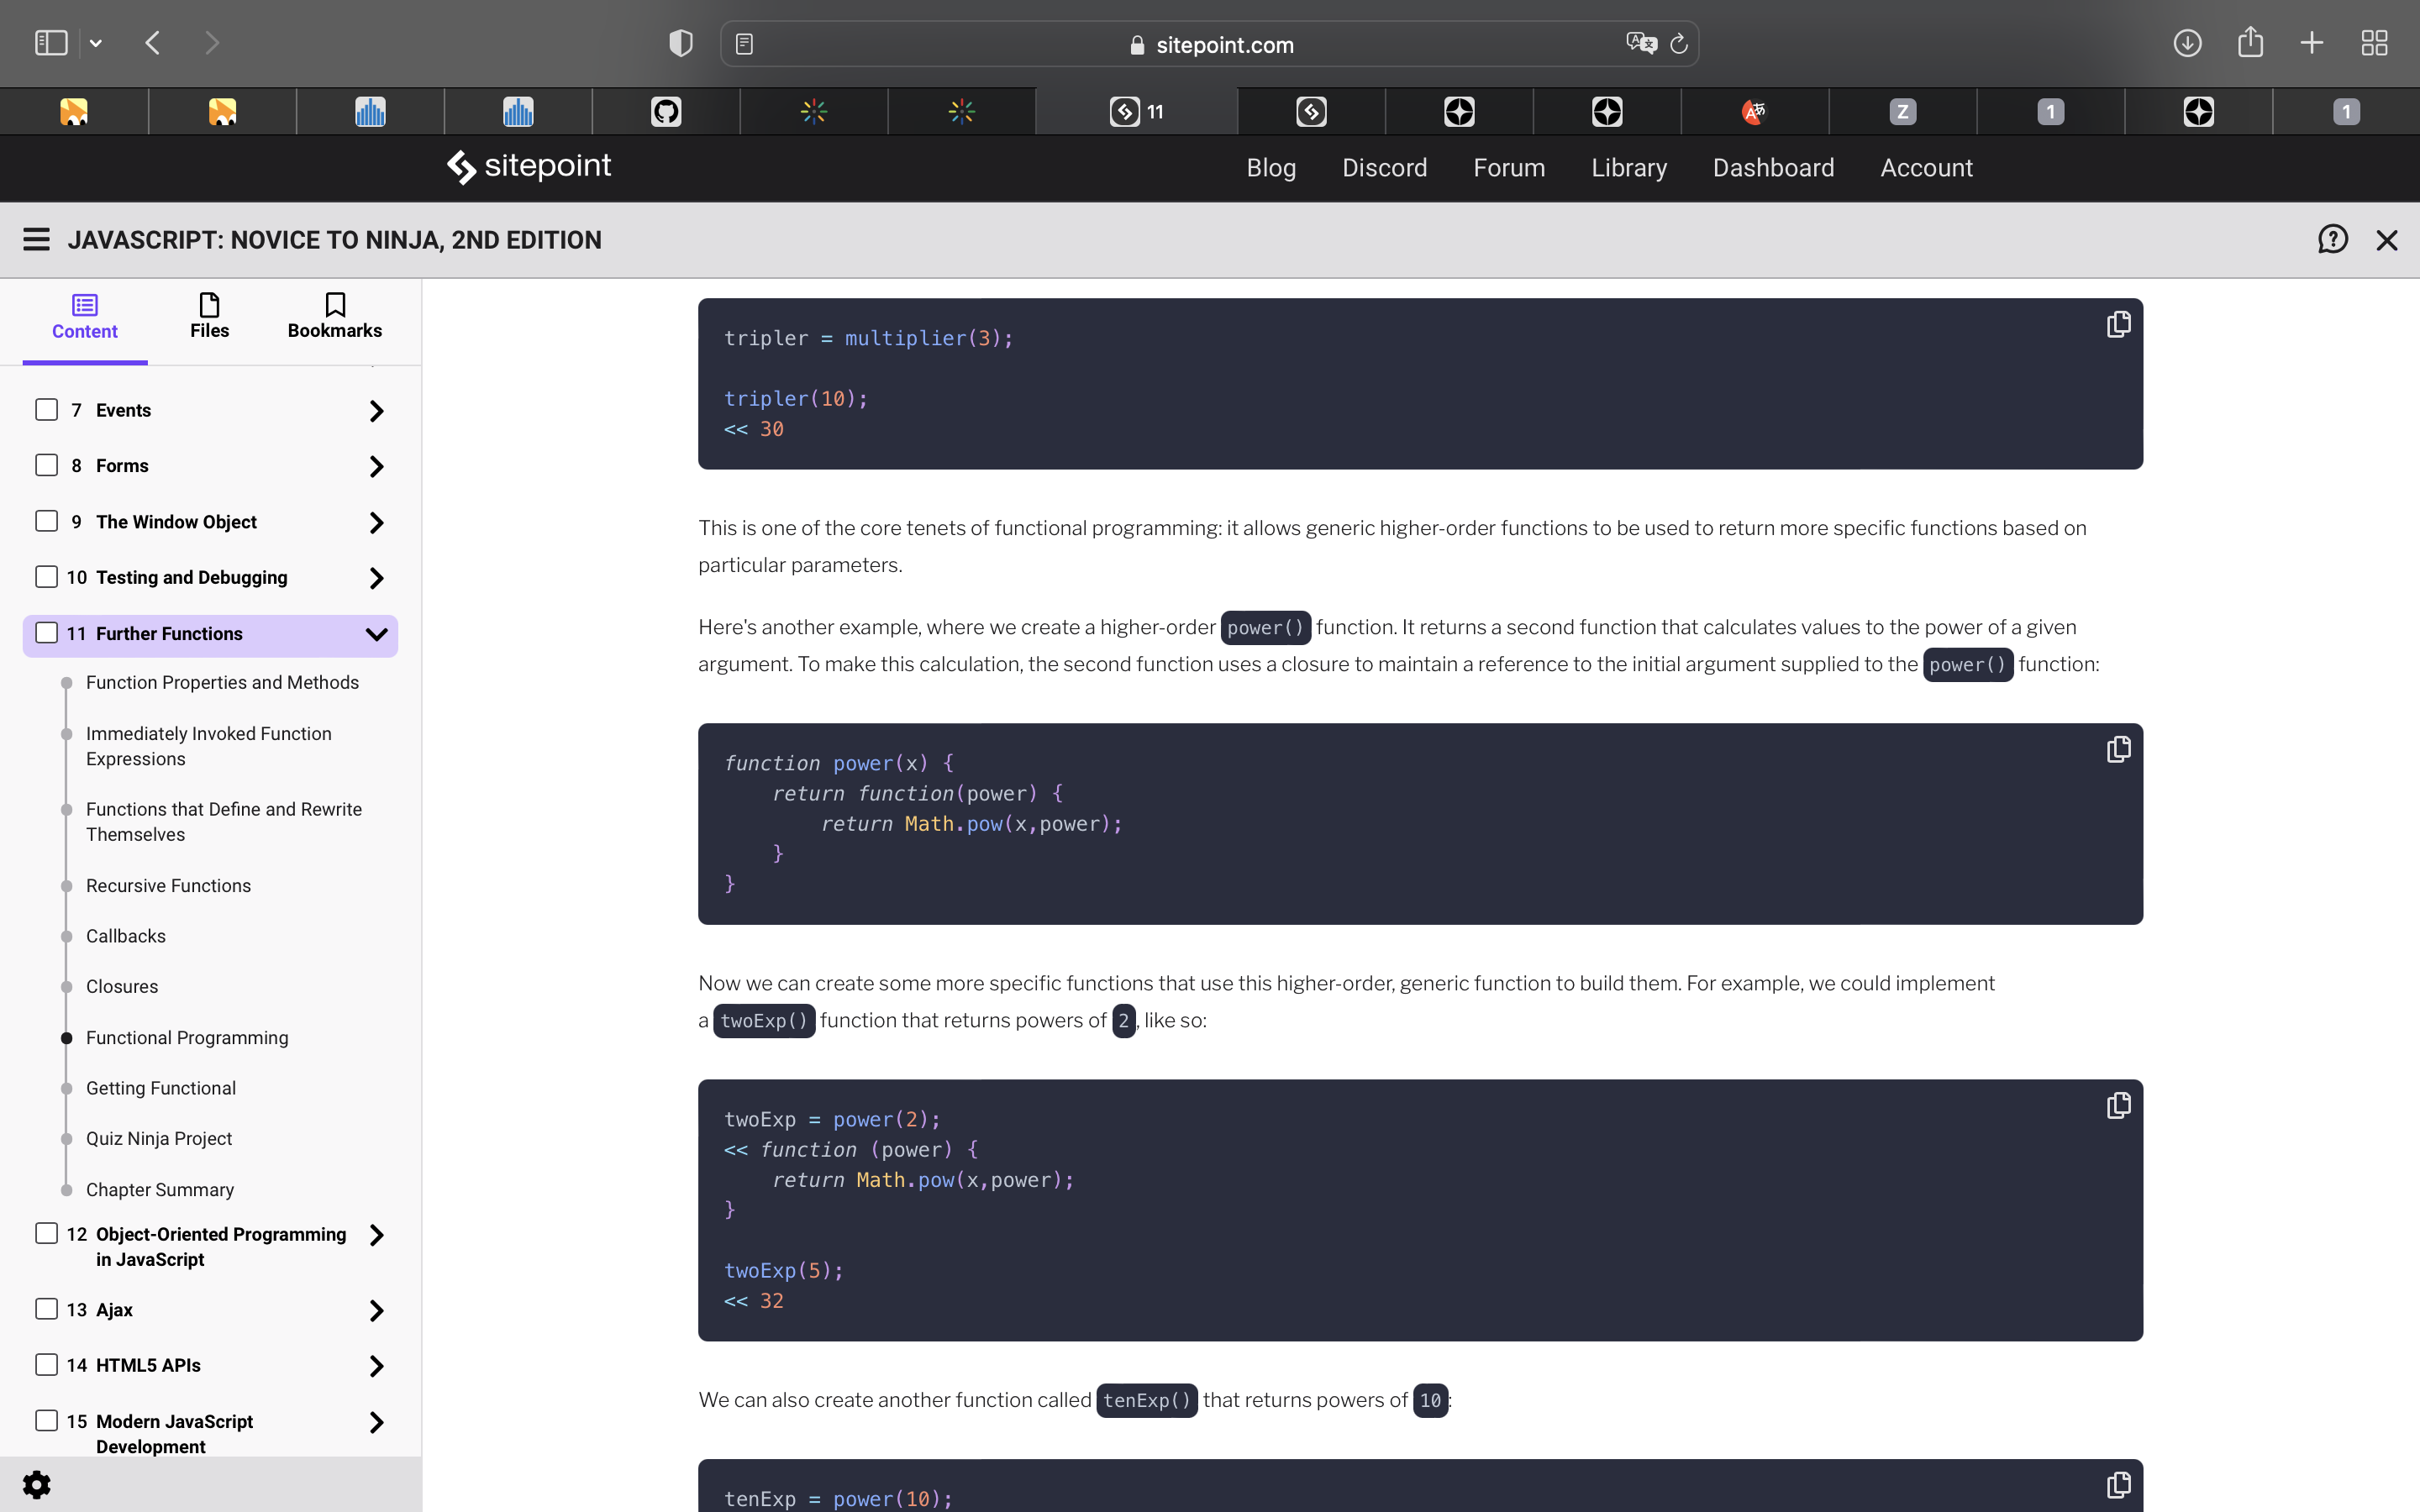 sitepoint.com
11
Z
1
1
sitepoint
Blog Discord Forum Library Dashboard Account
JAVASCRIPT: NOVICE TO NINJA, 2ND EDITION
Content Files Bookmarks
7 Events
8 Forms
9 The Window Object
10 Testing and Debugging
11 Further Functions
Function Properties and Methods
Immediately Invoked Function
Expressions
Functions that Define and Rewrite
Themselves
Recursive Functions
Callbacks
Closures
Functional Programming
Getting Functional
Quiz Ninja Project
Chapter Summary
12 Object-Oriented Programming
in JavaScript
13 Ajax
14 HTML5 APIs
15 Modern JavaScript
Development
tripler = multiplier(3);
tripler(10);
<< 30
This is one of the core tenets of functional programming: it allows generic higher-order functions to be used to return more specific functions based on
particular parameters.
Here's another example, where we create a higher-order power() function. It returns a second function that calculates values to the power of a given
argument. To make this calculation, the second function uses a closure to maintain a reference to the initial argument supplied to the power() function:
function power(x) {
    return function(power) {
        return Math.pow(x,power);
    }
}
Now we can create some more specific functions that use this higher-order, generic function to build them. For example, we could implement
a twoExp() function that returns powers of 2, like so:
twoExp = power(2);
<< function (power) {
    return Math.pow(x,power);
}
twoExp(5);
<< 32
We can also create another function called tenExp() that returns powers of 10:
tenExp = power(10);